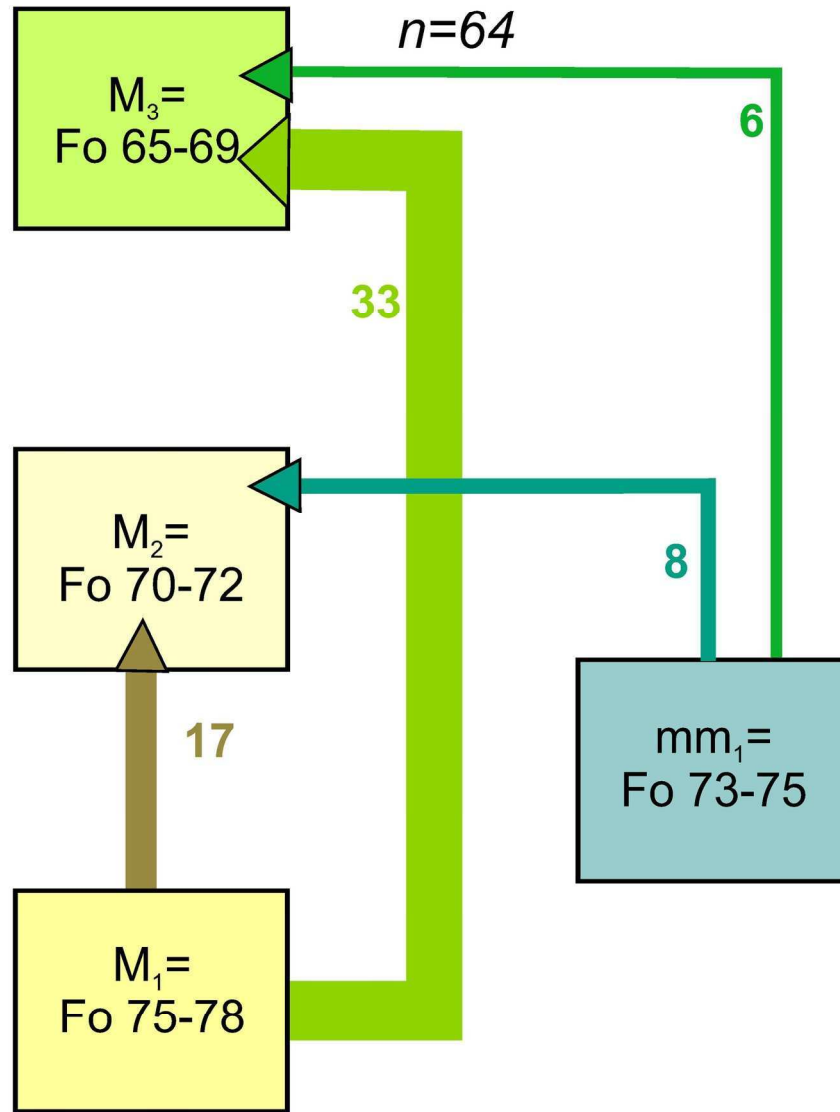 n=64
M₃=
Fo 65-69
6
33
M₂=
Fo 70-72
8
17
mm₁=
Fo 73-75
M₁=
Fo 75-78